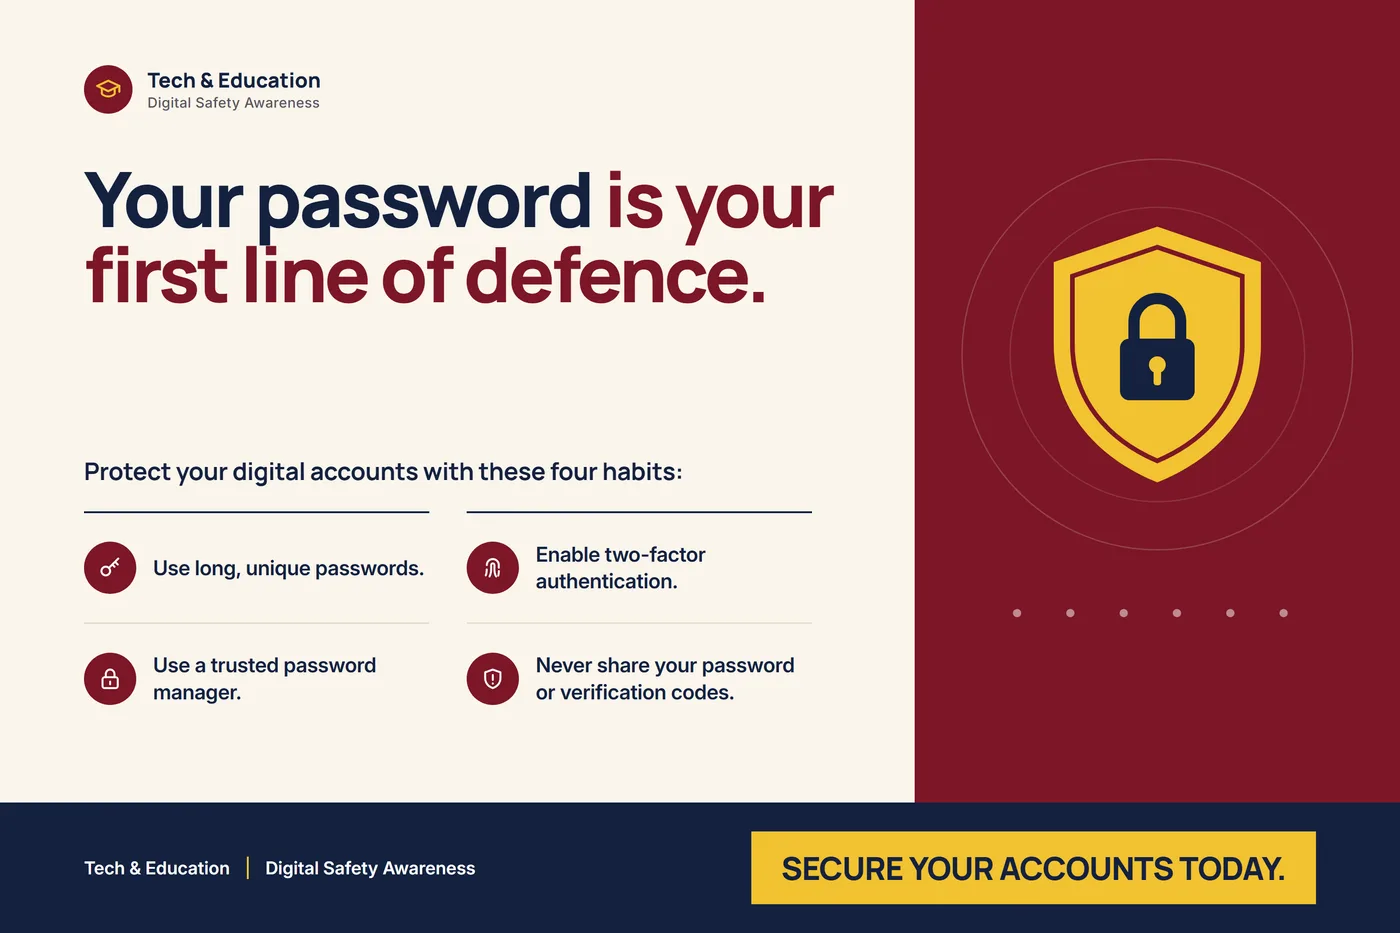 Tech & Education
Digital Safety Awareness
Your password is your
first line of defence.
Protect your digital accounts with these four habits:
Use long, unique passwords.
Enable two-factor
authentication.
Use a trusted password
manager.
Never share your password
or verification codes.
Tech & Education | Digital Safety Awareness
SECURE YOUR ACCOUNTS TODAY.